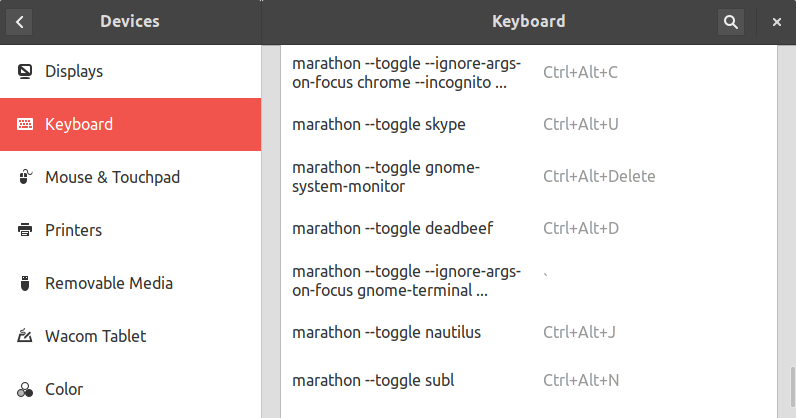 Devices
Keyboard
Displays
Keyboard
Mouse & Touchpad
Printers
Removable Media
Wacom Tablet
Color
marathon --toggle --ignore-args-
on-focus chrome --incognito ...
Ctrl+Alt+C
marathon --toggle skype
Ctrl+Alt+U
marathon --toggle gnome-
system-monitor
Ctrl+Alt+Delete
marathon --toggle deadbeef
Ctrl+Alt+D
marathon --toggle --ignore-args-
on-focus gnome-terminal ...
`
marathon --toggle nautilus
Ctrl+Alt+J
marathon --toggle subl
Ctrl+Alt+N